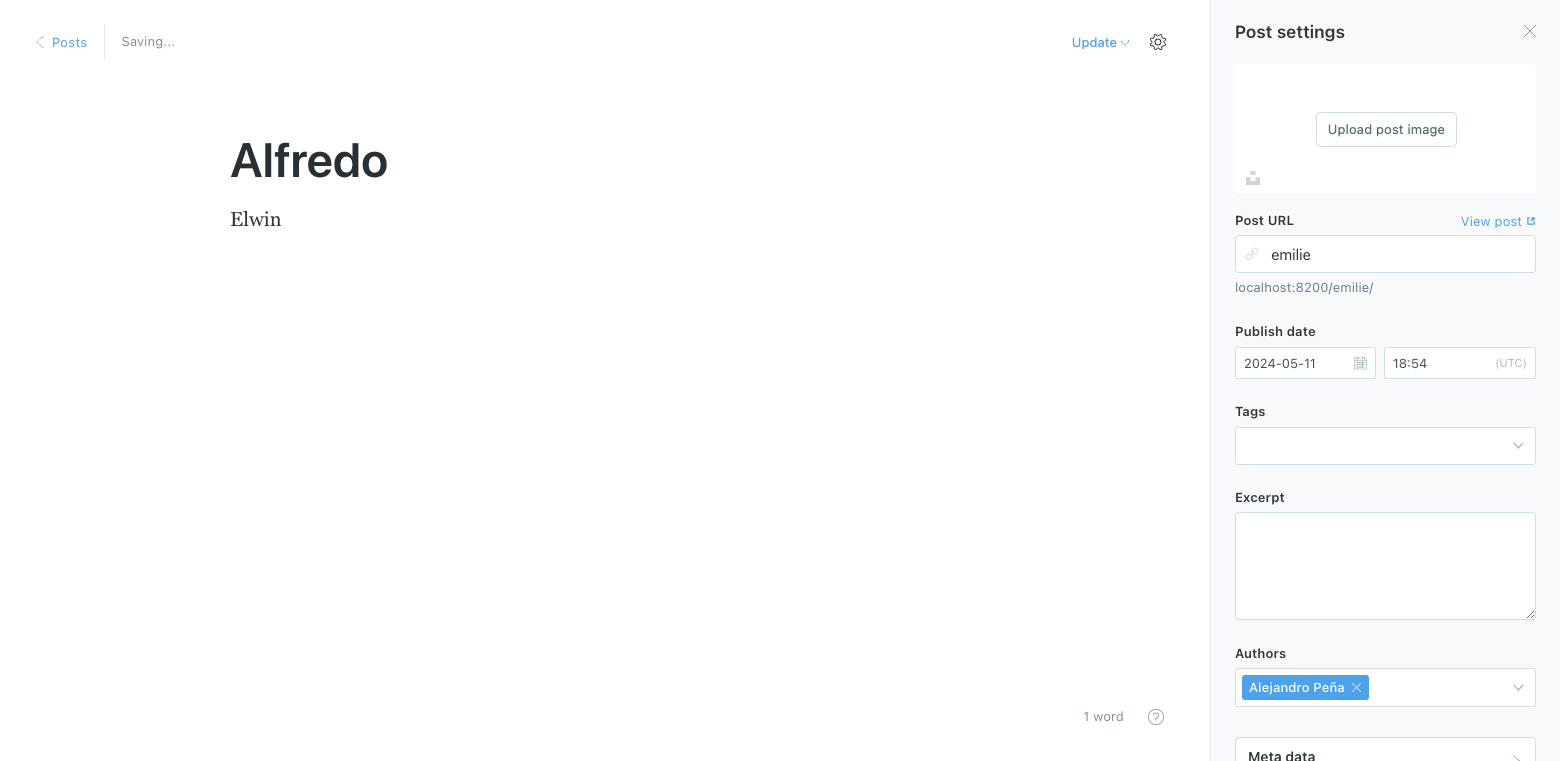 Posts
Saving...
Update
Alfredo
Elwin
1 word
Post settings
Upload post image
Post URL
View post
emilie
localhost:8200/emilie/
Publish date
2024-05-11
18:54
(UTC)
Tags
Excerpt
Authors
Alejandro Peña
Meta data